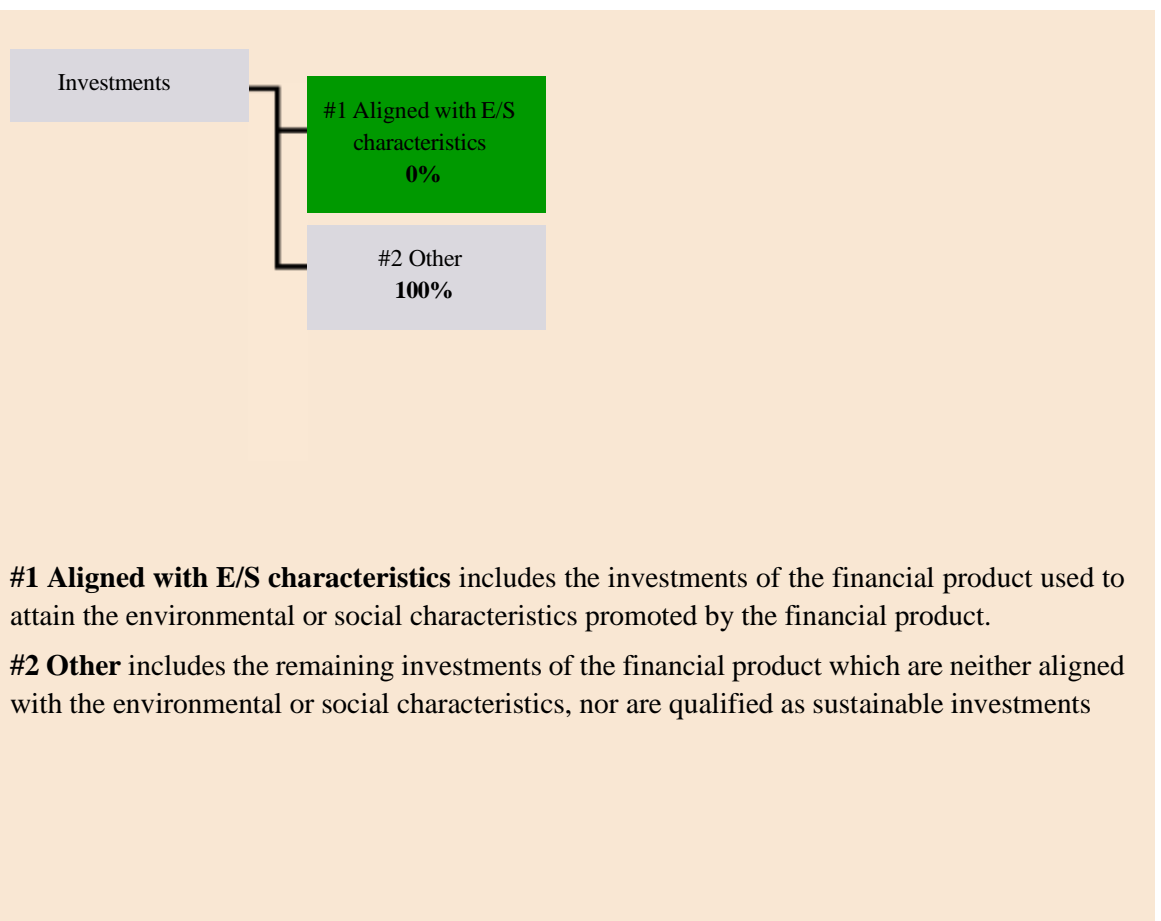 Investments
#1 Aligned with E/S
characteristics
0%
#2 Other
100%
#1 Aligned with E/S characteristics includes the investments of the financial product used to
attain the environmental or social characteristics promoted by the financial product.
#2 Other includes the remaining investments of the financial product which are neither aligned
with the environmental or social characteristics, nor are qualified as sustainable investments